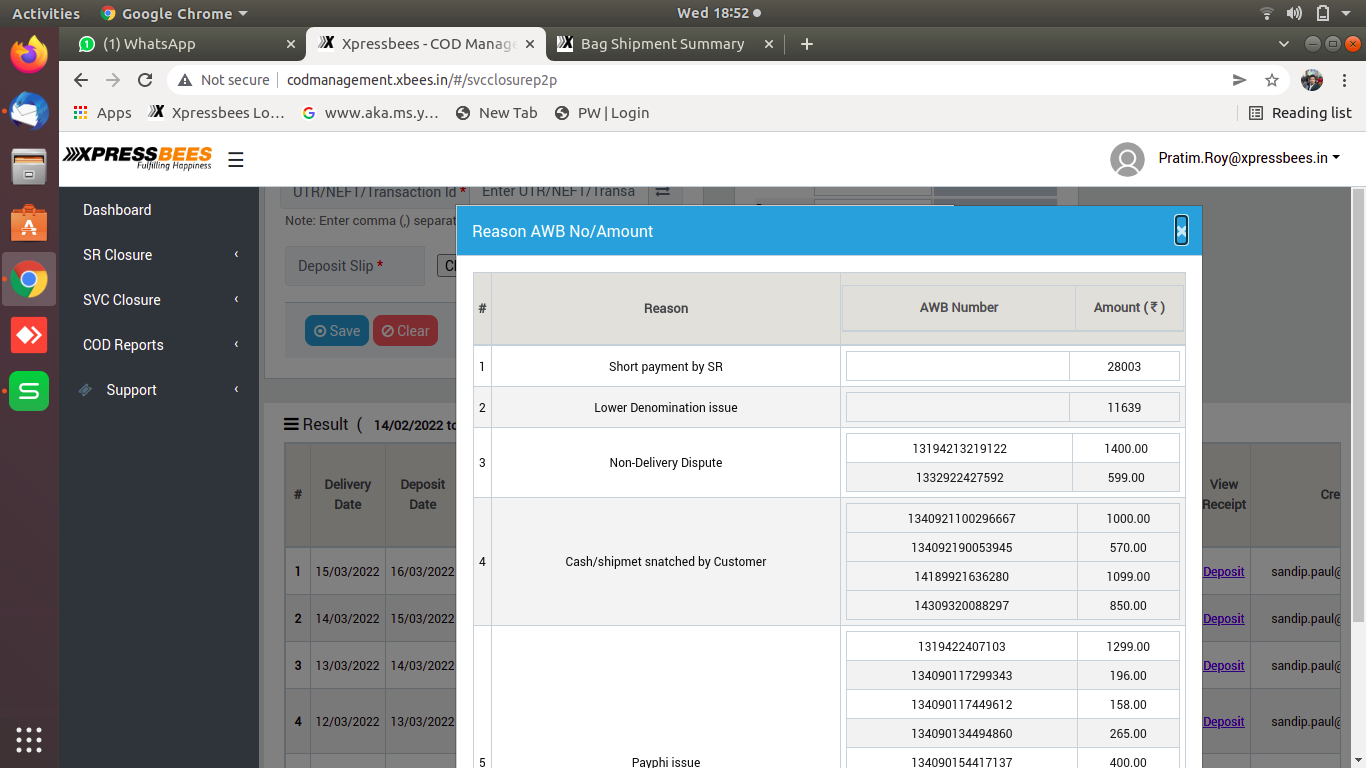 Activities Google Chrome Wed 18:52
(1) WhatsApp Xpressbees - COD Manage Bag Shipment Summary
Not secure codmanagement.xbees.in/#/svcclosurep2p
Apps Xpressbees Lo... www.aka.ms.y... New Tab PW | Login Reading list
XPRESSBEES
Fulfilling Happiness
Pratim.Roy@xpressbees.in
Dashboard
SR Closure
SVC Closure
COD Reports
Support
UTR/NEFT/Transaction Id * Enter UTR/NEFT/Transa
Note: Enter comma (,) separat
Deposit Slip *
Save Clear
Result ( 14/02/2022 to
# Delivery Date Deposit Date View Receipt Cre
1 15/03/2022 16/03/2022 Deposit sandip.paul@
2 14/03/2022 15/03/2022 Deposit sandip.paul@
3 13/03/2022 14/03/2022 Deposit sandip.paul@
4 12/03/2022 13/03/2022 Deposit sandip.paul@
Reason AWB No/Amount
# Reason AWB Number Amount (₹)
1 Short payment by SR 28003
2 Lower Denomination issue 11639
3 Non-Delivery Dispute
13194213219122 1400.00
1332922427592 599.00
4 Cash/shipmet snatched by Customer
1340921100296667 1000.00
134092190053945 570.00
14189921636280 1099.00
14309320088297 850.00
5 Payphi issue
1319422407103 1299.00
134090117299343 196.00
134090117449612 158.00
134090134494860 265.00
134090154417137 400.00